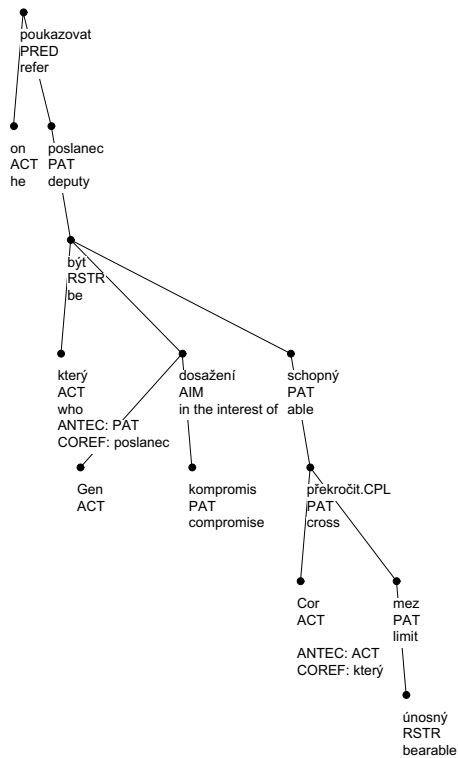 poukazovat
PRED
refer
on
ACT
he
poslanec
PAT
deputy
být
RSTR
be
který
ACT
who
ANTEC: PAT
COREF: poslanec
dosažení
AIM
in the interest of
schopný
PAT
able
Gen
ACT
kompromis
PAT
compromise
překročit.CPL
PAT
cross
Cor
ACT
ANTEC: ACT
COREF: který
mez
PAT
limit
únosný
RSTR
bearable